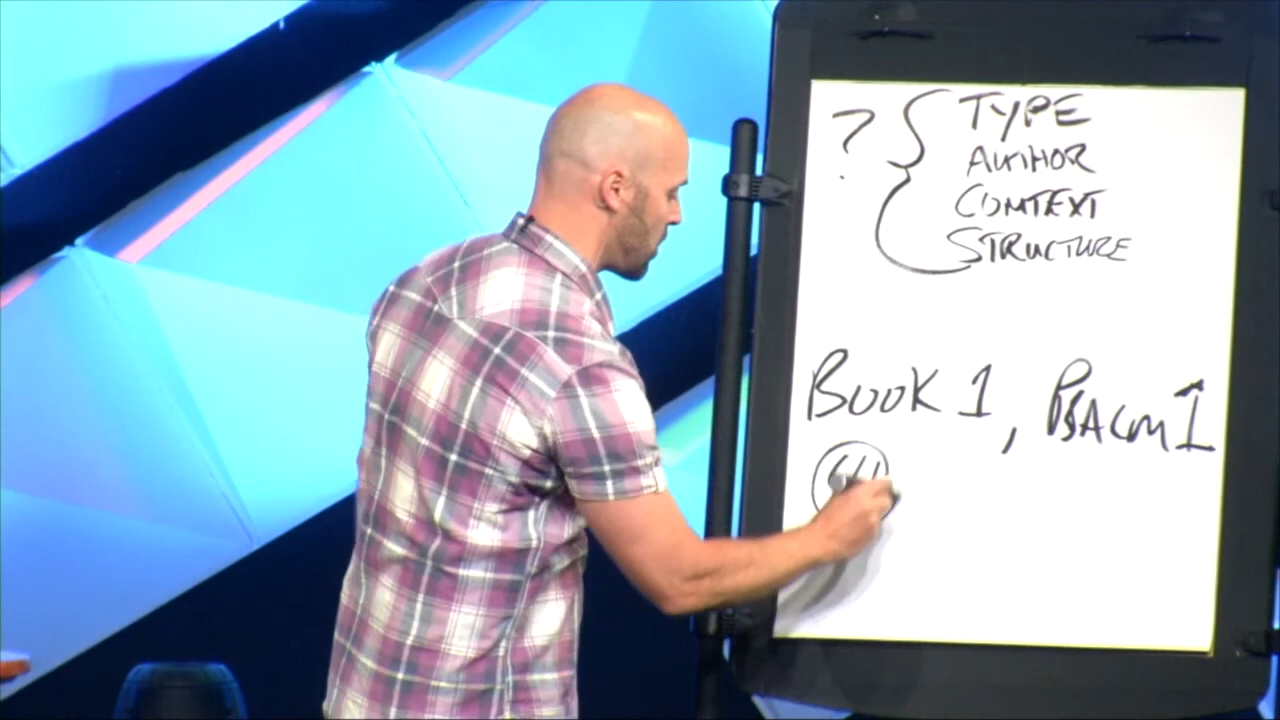 ? { TYPE
AUTHOR
CONTEXT
STRUCTURE
BOOK 1, PSALM 1